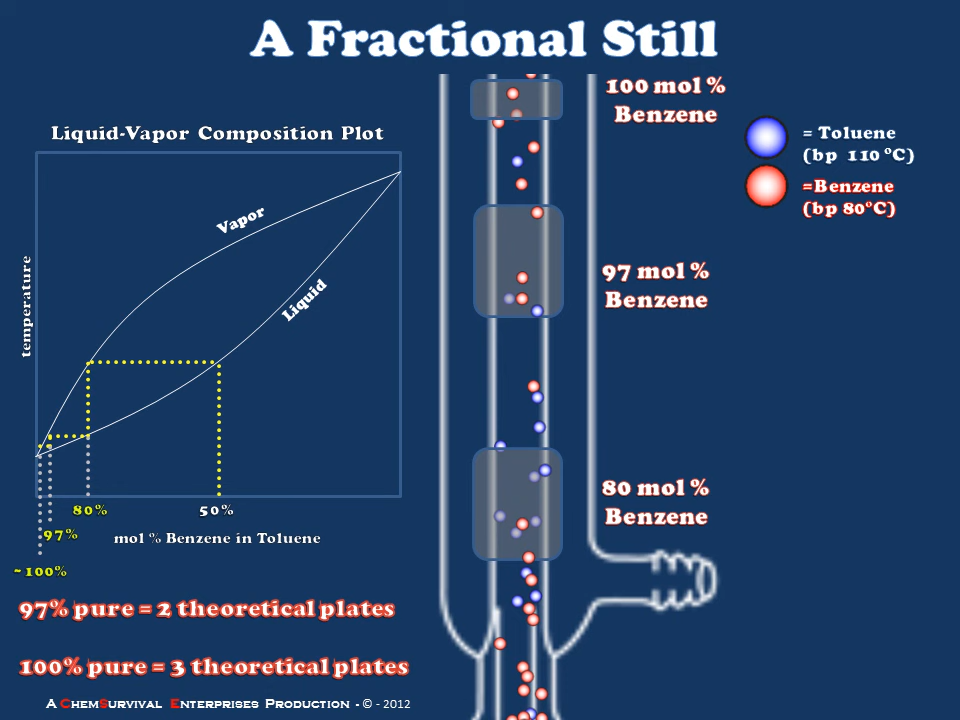 A Fractional Still
100 mol %
Benzene
= Toluene
(bp 110 °C)
=Benzene
(bp 80°C)
Liquid-Vapor Composition Plot
Vapor
Liquid
temperature
97 mol %
Benzene
80 mol %
Benzene
80%
50%
97%
mol % Benzene in Toluene
~100%
97% pure = 2 theoretical plates
100% pure = 3 theoretical plates
A ChemSurvival Enterprises Production - © - 2012